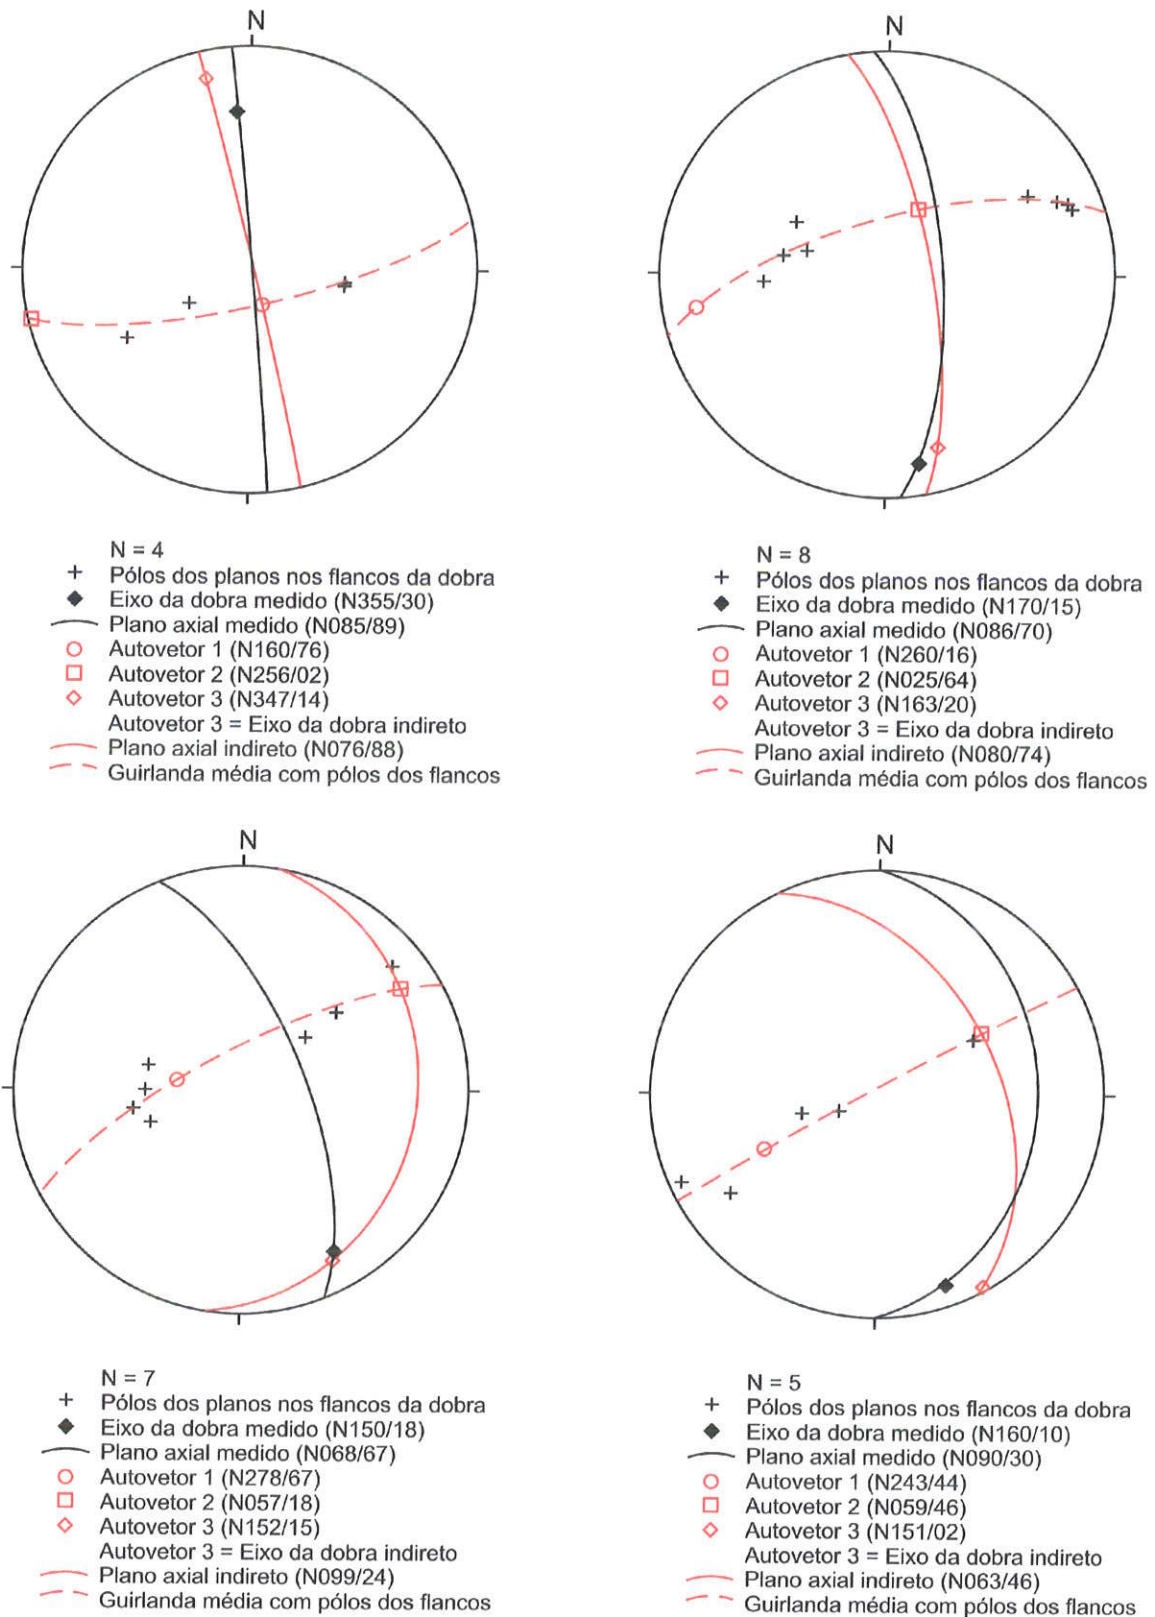 N
N = 4
Pólos dos planos nos flancos da dobra
Eixo da dobra medido (N355/30)
Plano axial medido (N085/89)
Autovetor 1 (N160/76)
Autovetor 2 (N256/02)
Autovetor 3 (N347/14)
Autovetor 3 = Eixo da dobra indireto
Plano axial indireto (N076/88)
Guirlanda média com pólos dos flancos
N
N = 8
Pólos dos planos nos flancos da dobra
Eixo da dobra medido (N170/15)
Plano axial medido (N086/70)
Autovetor 1 (N260/16)
Autovetor 2 (N025/64)
Autovetor 3 (N163/20)
Autovetor 3 = Eixo da dobra indireto
Plano axial indireto (N080/74)
Guirlanda média com pólos dos flancos
N
N = 7
Pólos dos planos nos flancos da dobra
Eixo da dobra medido (N150/18)
Plano axial medido (N068/67)
Autovetor 1 (N278/67)
Autovetor 2 (N057/18)
Autovetor 3 (N152/15)
Autovetor 3 = Eixo da dobra indireto
Plano axial indireto (N099/24)
Guirlanda média com pólos dos flancos
N
N = 5
Pólos dos planos nos flancos da dobra
Eixo da dobra medido (N160/10)
Plano axial medido (N090/30)
Autovetor 1 (N243/44)
Autovetor 2 (N059/46)
Autovetor 3 (N151/02)
Autovetor 3 = Eixo da dobra indireto
Plano axial indireto (N063/46)
Guirlanda média com pólos dos flancos